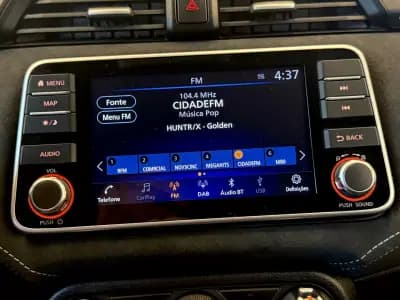 MENU
MAP
AUDIO
VOL
PUSH
FM
4:37
Fonte
Menu FM
104.4 MHz
CIDADEFM
Música Pop
HUNTR/X - Golden
1 2 3 4 5 6
RFM COMERCIAL NOVSCINC MEGAHITS CIDADEFM M80
Telefone CarPlay FM DAB Áudio BT USB Definições
BACK
PUSH SOUND